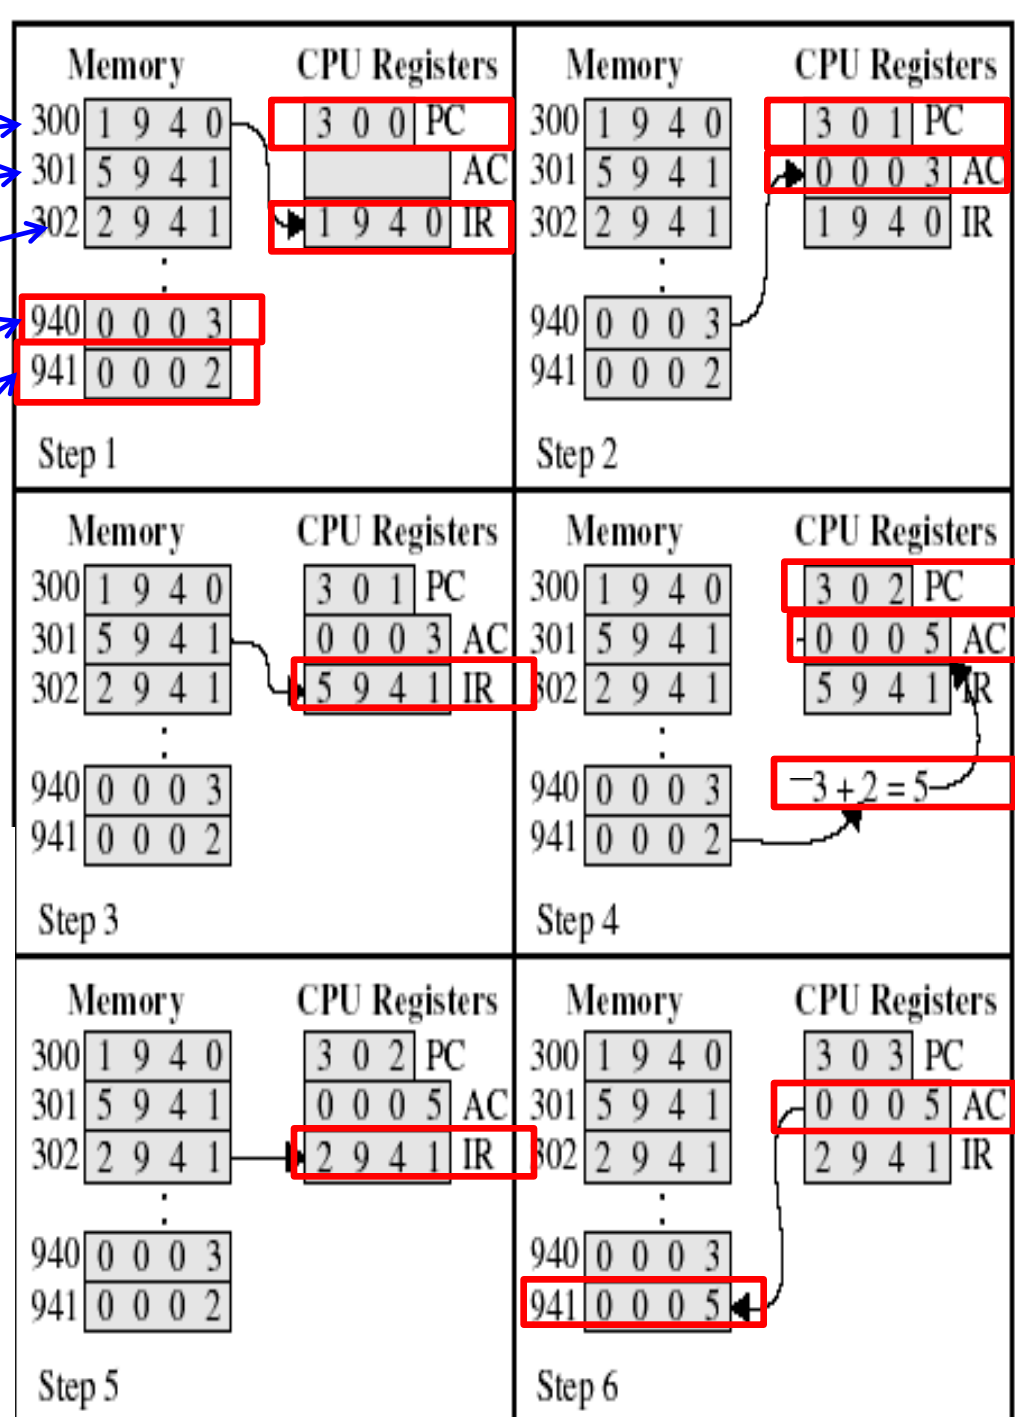 Memory CPU Registers
300 1 9 4 0 3 0 0 PC
301 5 9 4 1 AC
302 2 9 4 1 1 9 4 0 IR
:
940 0 0 0 3
941 0 0 0 2
Step 1
Memory CPU Registers
300 1 9 4 0 3 0 1 PC
301 5 9 4 1 0 0 0 3 AC
302 2 9 4 1 1 9 4 0 IR
:
940 0 0 0 3
941 0 0 0 2
Step 2
Memory CPU Registers
300 1 9 4 0 3 0 1 PC
301 5 9 4 1 0 0 0 3 AC
302 2 9 4 1 5 9 4 1 IR
:
940 0 0 0 3
941 0 0 0 2
Step 3
Memory CPU Registers
300 1 9 4 0 3 0 2 PC
301 5 9 4 1 0 0 0 5 AC
302 2 9 4 1 5 9 4 1 IR
:
940 0 0 0 3 3 + 2 = 5
941 0 0 0 2
Step 4
Memory CPU Registers
300 1 9 4 0 3 0 2 PC
301 5 9 4 1 0 0 0 5 AC
302 2 9 4 1 2 9 4 1 IR
:
940 0 0 0 3
941 0 0 0 2
Step 5
Memory CPU Registers
300 1 9 4 0 3 0 3 PC
301 5 9 4 1 0 0 0 5 AC
302 2 9 4 1 2 9 4 1 IR
:
940 0 0 0 3
941 0 0 0 5
Step 6